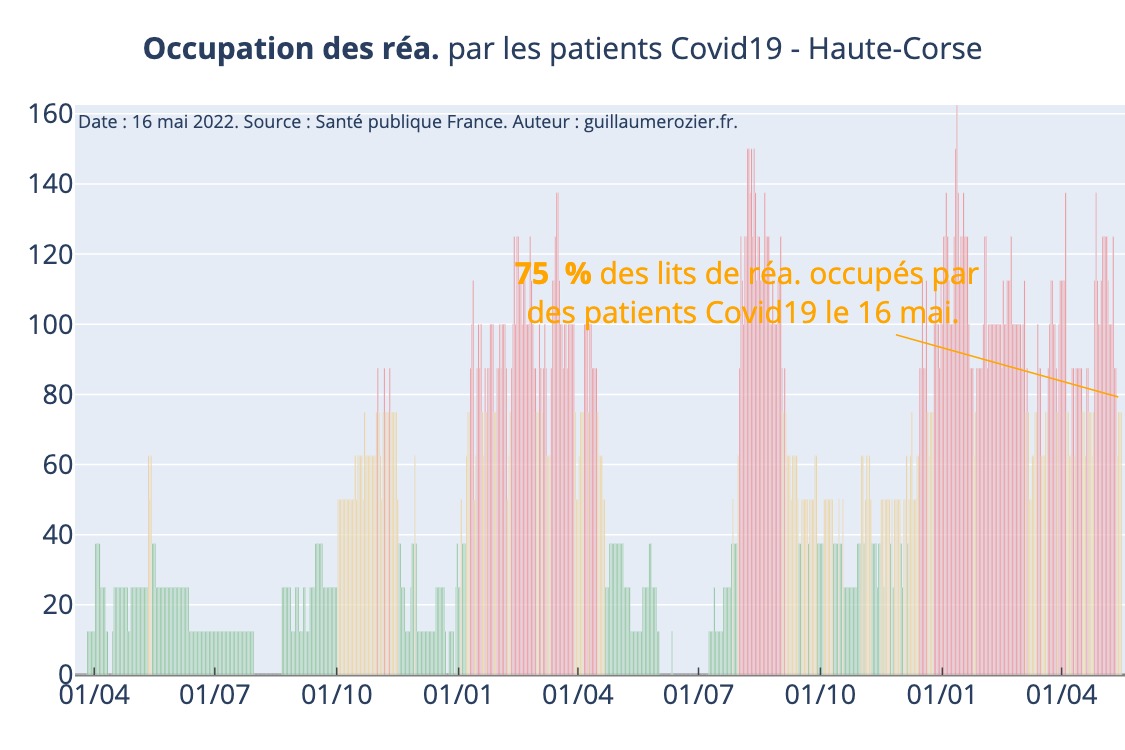 Occupation des réa. par les patients Covid19 - Haute-Corse
160
Date : 16 mai 2022. Source : Santé publique France. Auteur : guillaumerozier.fr.
140
120
75 % des lits de réa. occupés par
des patients Covid19 le 16 mai.
100
80
60
40
20
0
01/04 01/07 01/10 01/01 01/04 01/07 01/10 01/01 01/04